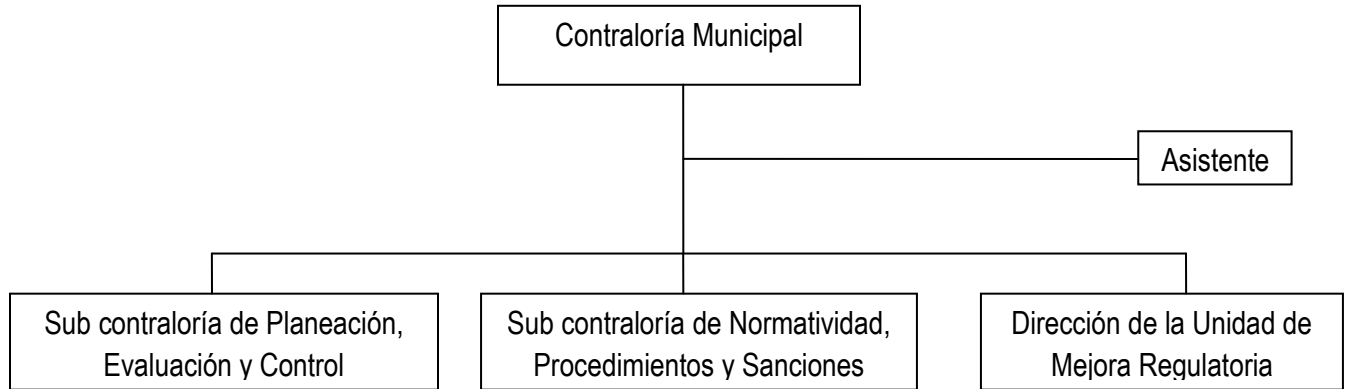 Contraloría Municipal
Asistente
Sub contraloría de Planeación,
Evaluación y Control
Sub contraloría de Normatividad,
Procedimientos y Sanciones
Dirección de la Unidad de
Mejora Regulatoria